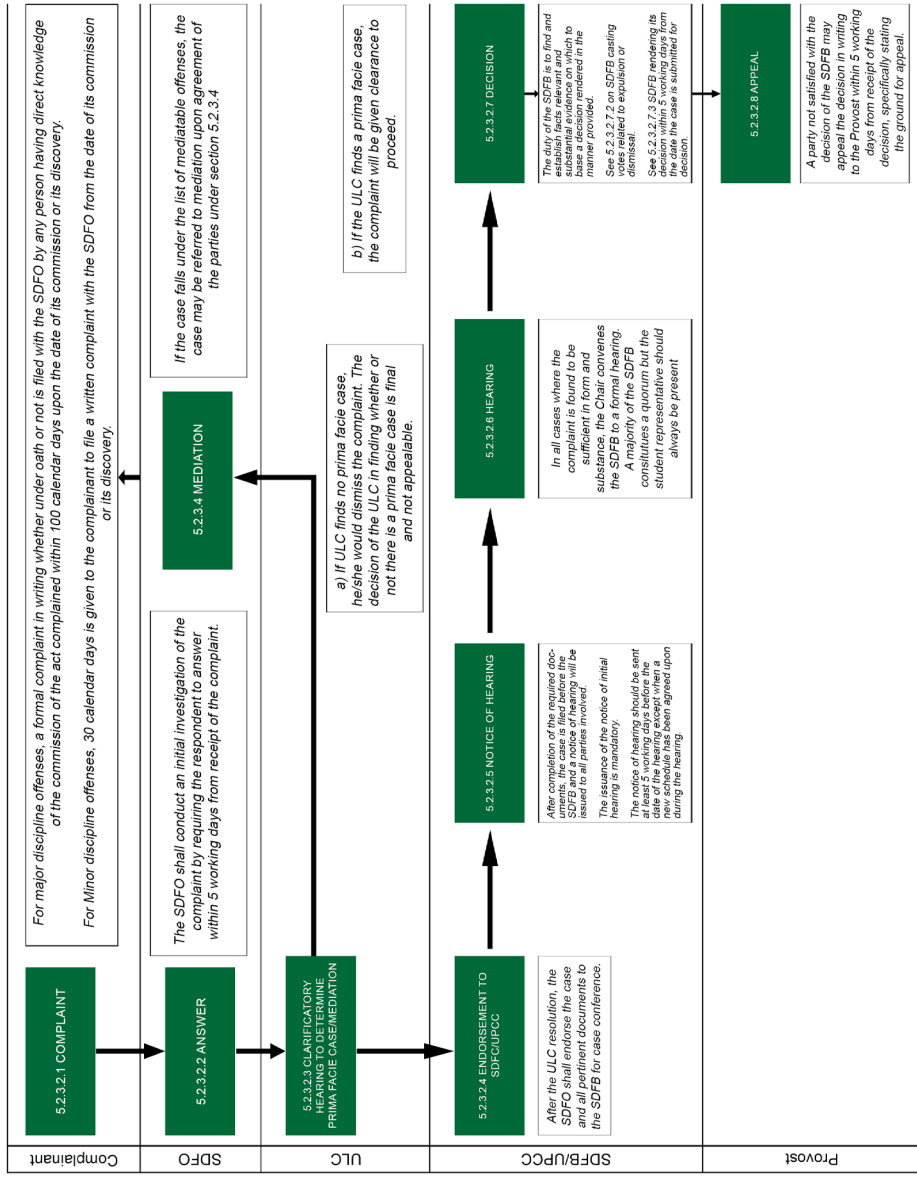 Complainant
5.2.3.2.1 COMPLAINT
For major discipline offenses, a formal complaint in writing whether under oath or not is filed with the SDFO by any person having direct knowledge
of the commission of the act complained within 100 calendar days upon the date of its commission or its discovery.
For Minor discipline offenses, 30 calendar days is given to the complainant to file a written complaint with the SDFO from the date of its commission
or its discovery.
SDFO
5.2.3.2.2 ANSWER
The SDFO shall conduct an initial investigation of the
complaint by requiring the respondent to answer
within 5 working days from receipt of the complaint.
5.2.3.4 MEDIATION
If the case falls under the list of mediatable offenses, the
case may be referred to mediation upon agreement of
the parties under section 5.2.3.4
ULC
5.2.3.2.3 CLARIFICATORY
HEARING TO DETERMINE
PRIMA FACIE CASE/MEDIATION
a) If ULC finds no prima facie case,
he/she would dismiss the complaint. The
decision of the ULC in finding whether or
not there is a prima facie case is final
and not appealable.
b) If the ULC finds a prima facie case,
the complaint will be given clearance to
proceed.
SDFB/UPCC
5.2.3.2.4 ENDORSEMENT TO
SDFC/UPCC
After the ULC resolution, the
SDFO shall endorse the case
and all pertinent documents to
the SDFB for case conference.
5.2.3.2.5 NOTICE OF HEARING
After completion of the required doc-
uments, the case is filed before the
SDFB and a notice of hearing will be
issued to all parties involved.
The issuance of the notice of initial
hearing is mandatory.
The notice of hearing should be sent
at least 5 working days before the
date of the hearing except when a
new schedule has been agreed upon
during the hearing.
5.2.3.2.6 HEARING
In all cases where the
complaint is found to be
sufficient in form and
substance, the Chair convenes
the SDFB to a formal hearing.
A majority of the SDFB
consitutues a quorum but the
student representative should
always be present
5.2.3.2.7 DECISION
The duty of the SDFB is to find and
establish facts relevant and
substantial evidence on which to
base a decision rendered in the
manner provided.
See 5.2.3.2.7.2 on SDFB casting
votes related to expulsion or
dismissal.
See 5.2.3.2.7.3 SDFB rendering its
decision within 5 working days from
the date the case is submitted for
decision.
Provost
5.2.3.2.8 APPEAL
A party not satisfied with the
decision of the SDFB may
appeal the decision in writing
to the Provost within 5 working
days from receipt of the
decision, specifically stating
the ground for appeal.